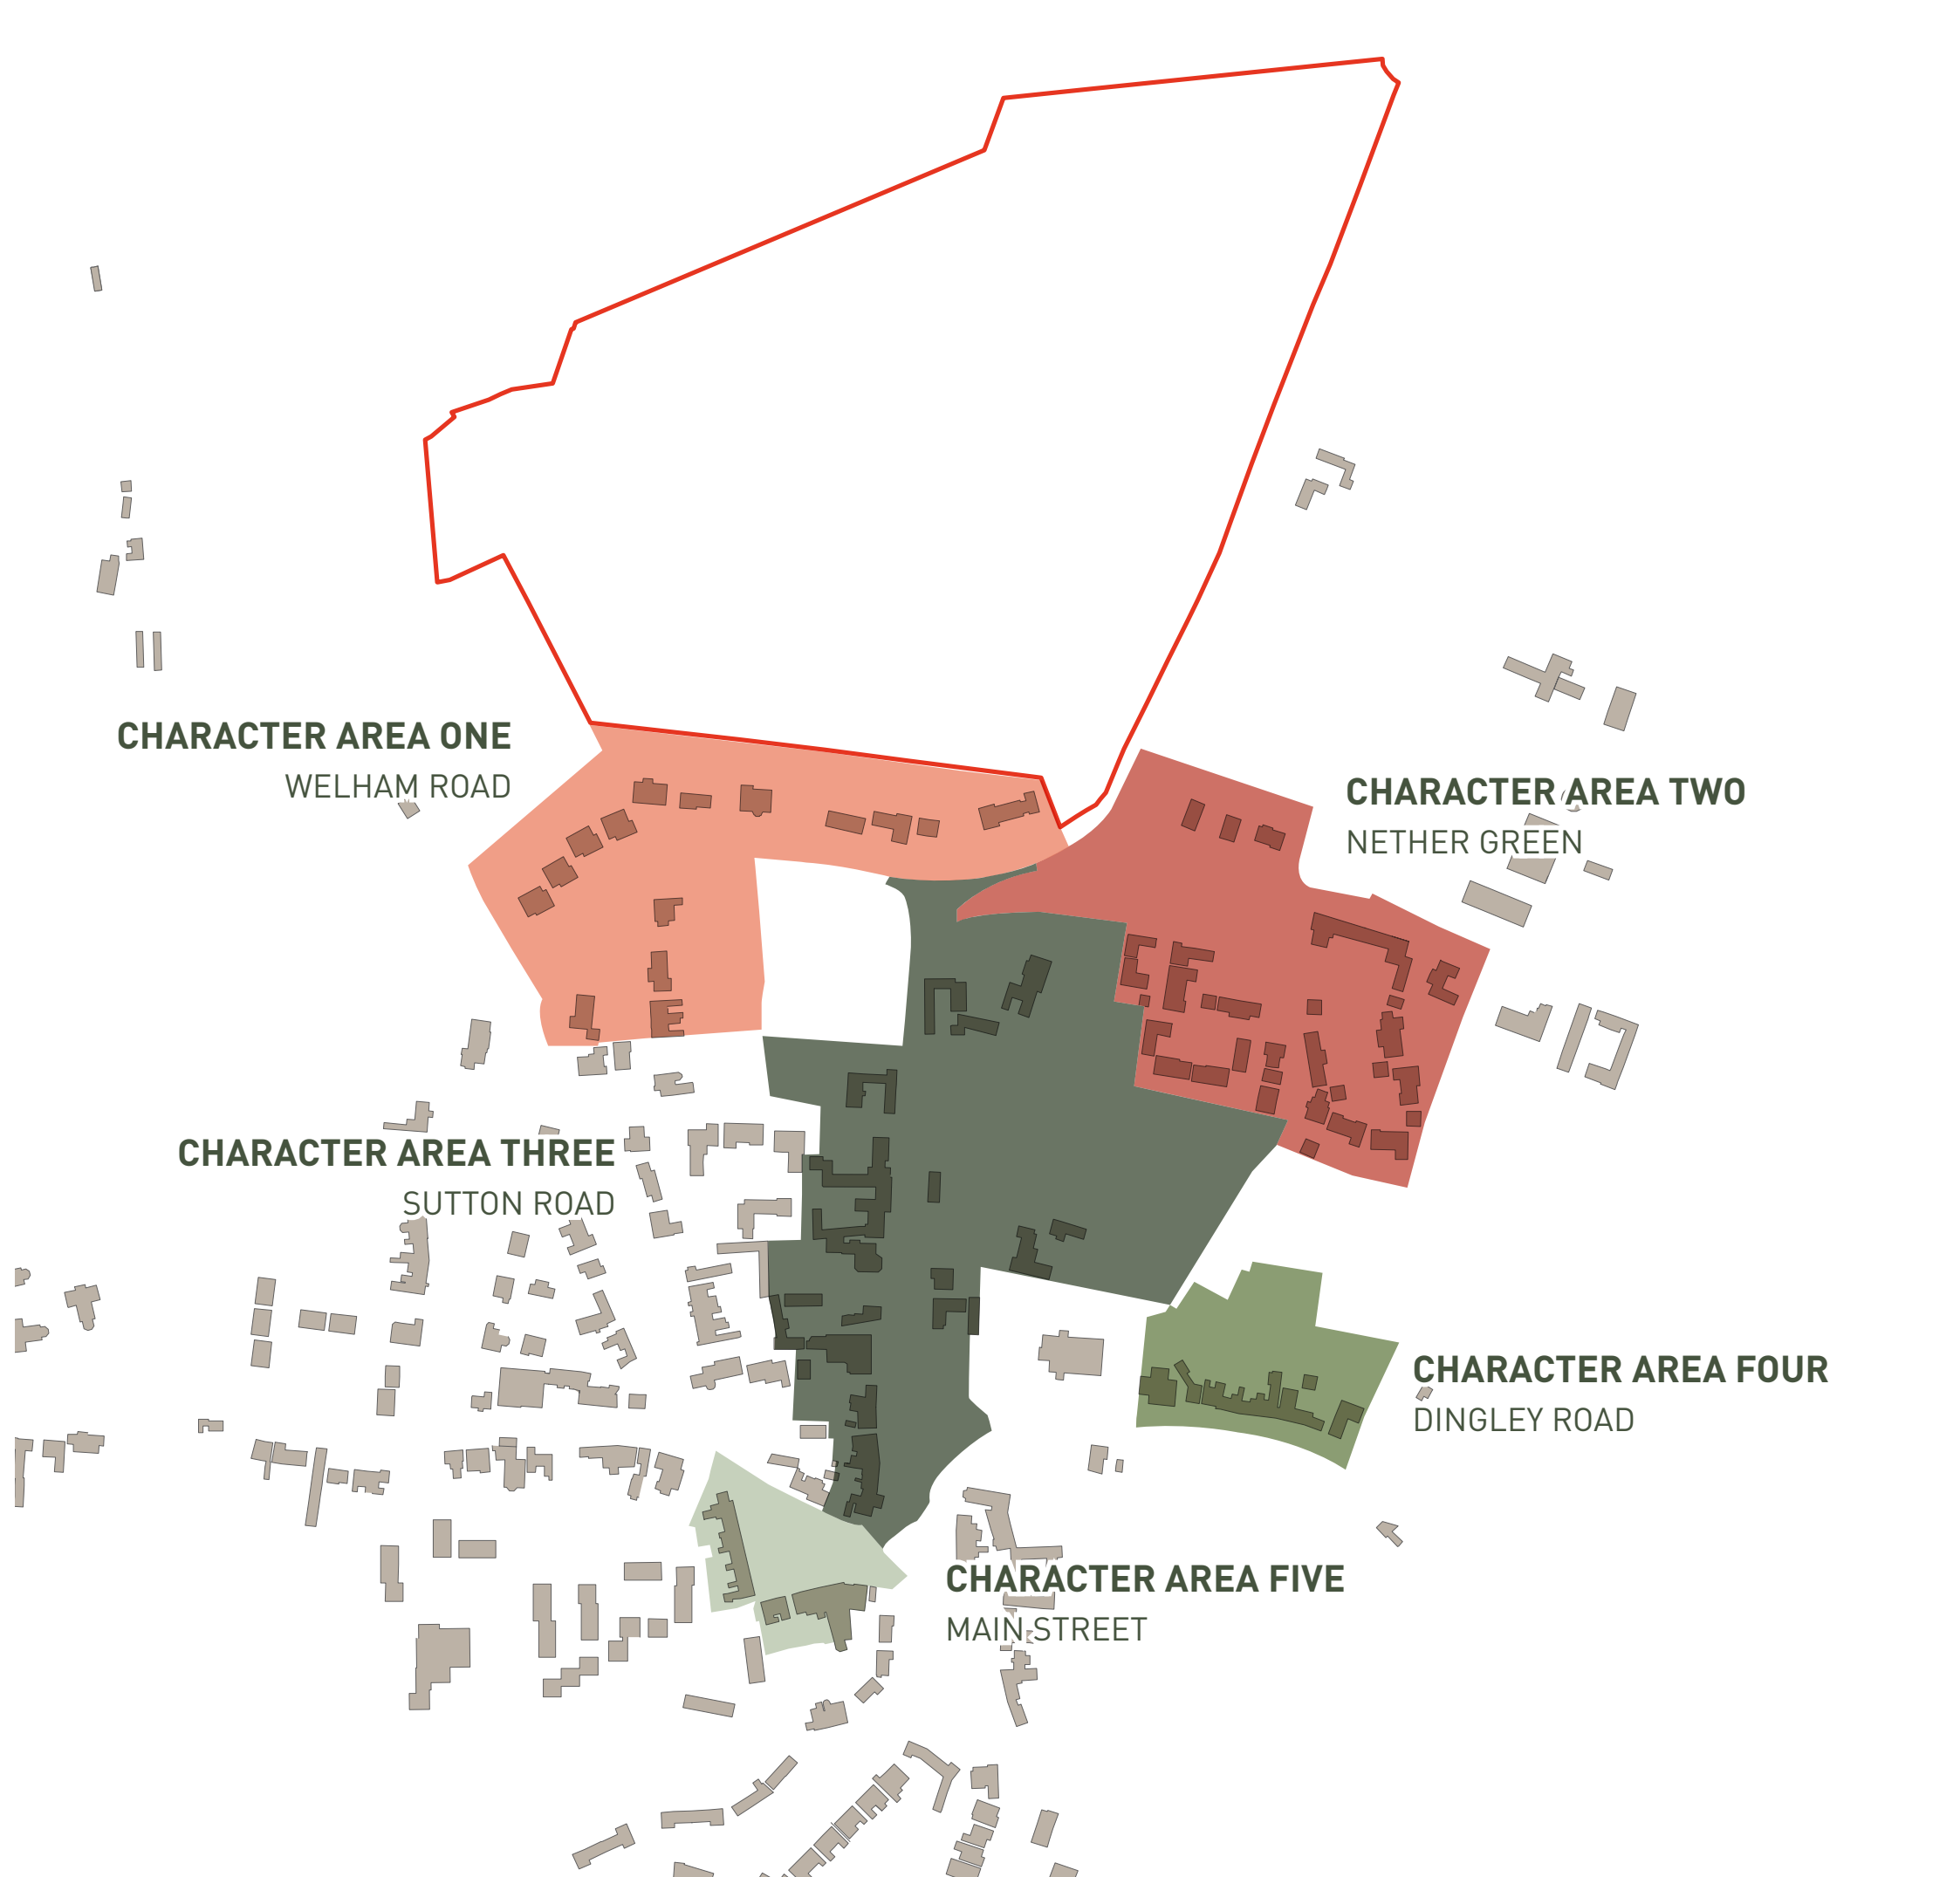 CHARACTER AREA ONE
WELHAM ROAD
CHARACTER AREA TWO
NETHER GREEN
CHARACTER AREA THREE
SUTTON ROAD
CHARACTER AREA FOUR
DINGLEY ROAD
CHARACTER AREA FIVE
MAIN STREET